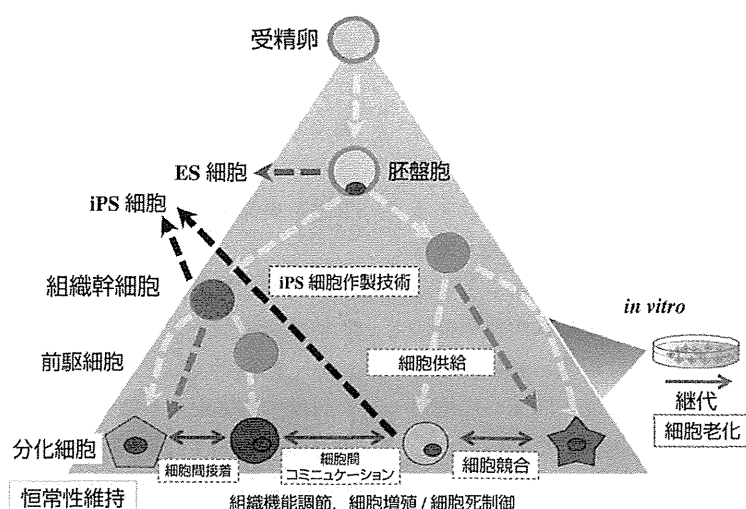 受精卵
ES 細胞
胚盤胞
iPS 細胞
組織幹細胞
iPS 細胞作製技術
in vitro
前駆細胞
細胞供給
継代
細胞老化
分化細胞
細胞間接着
細胞間
コミニュケーション
細胞競合
恒常性維持
組織機能調節，細胞増殖 / 細胞死制御